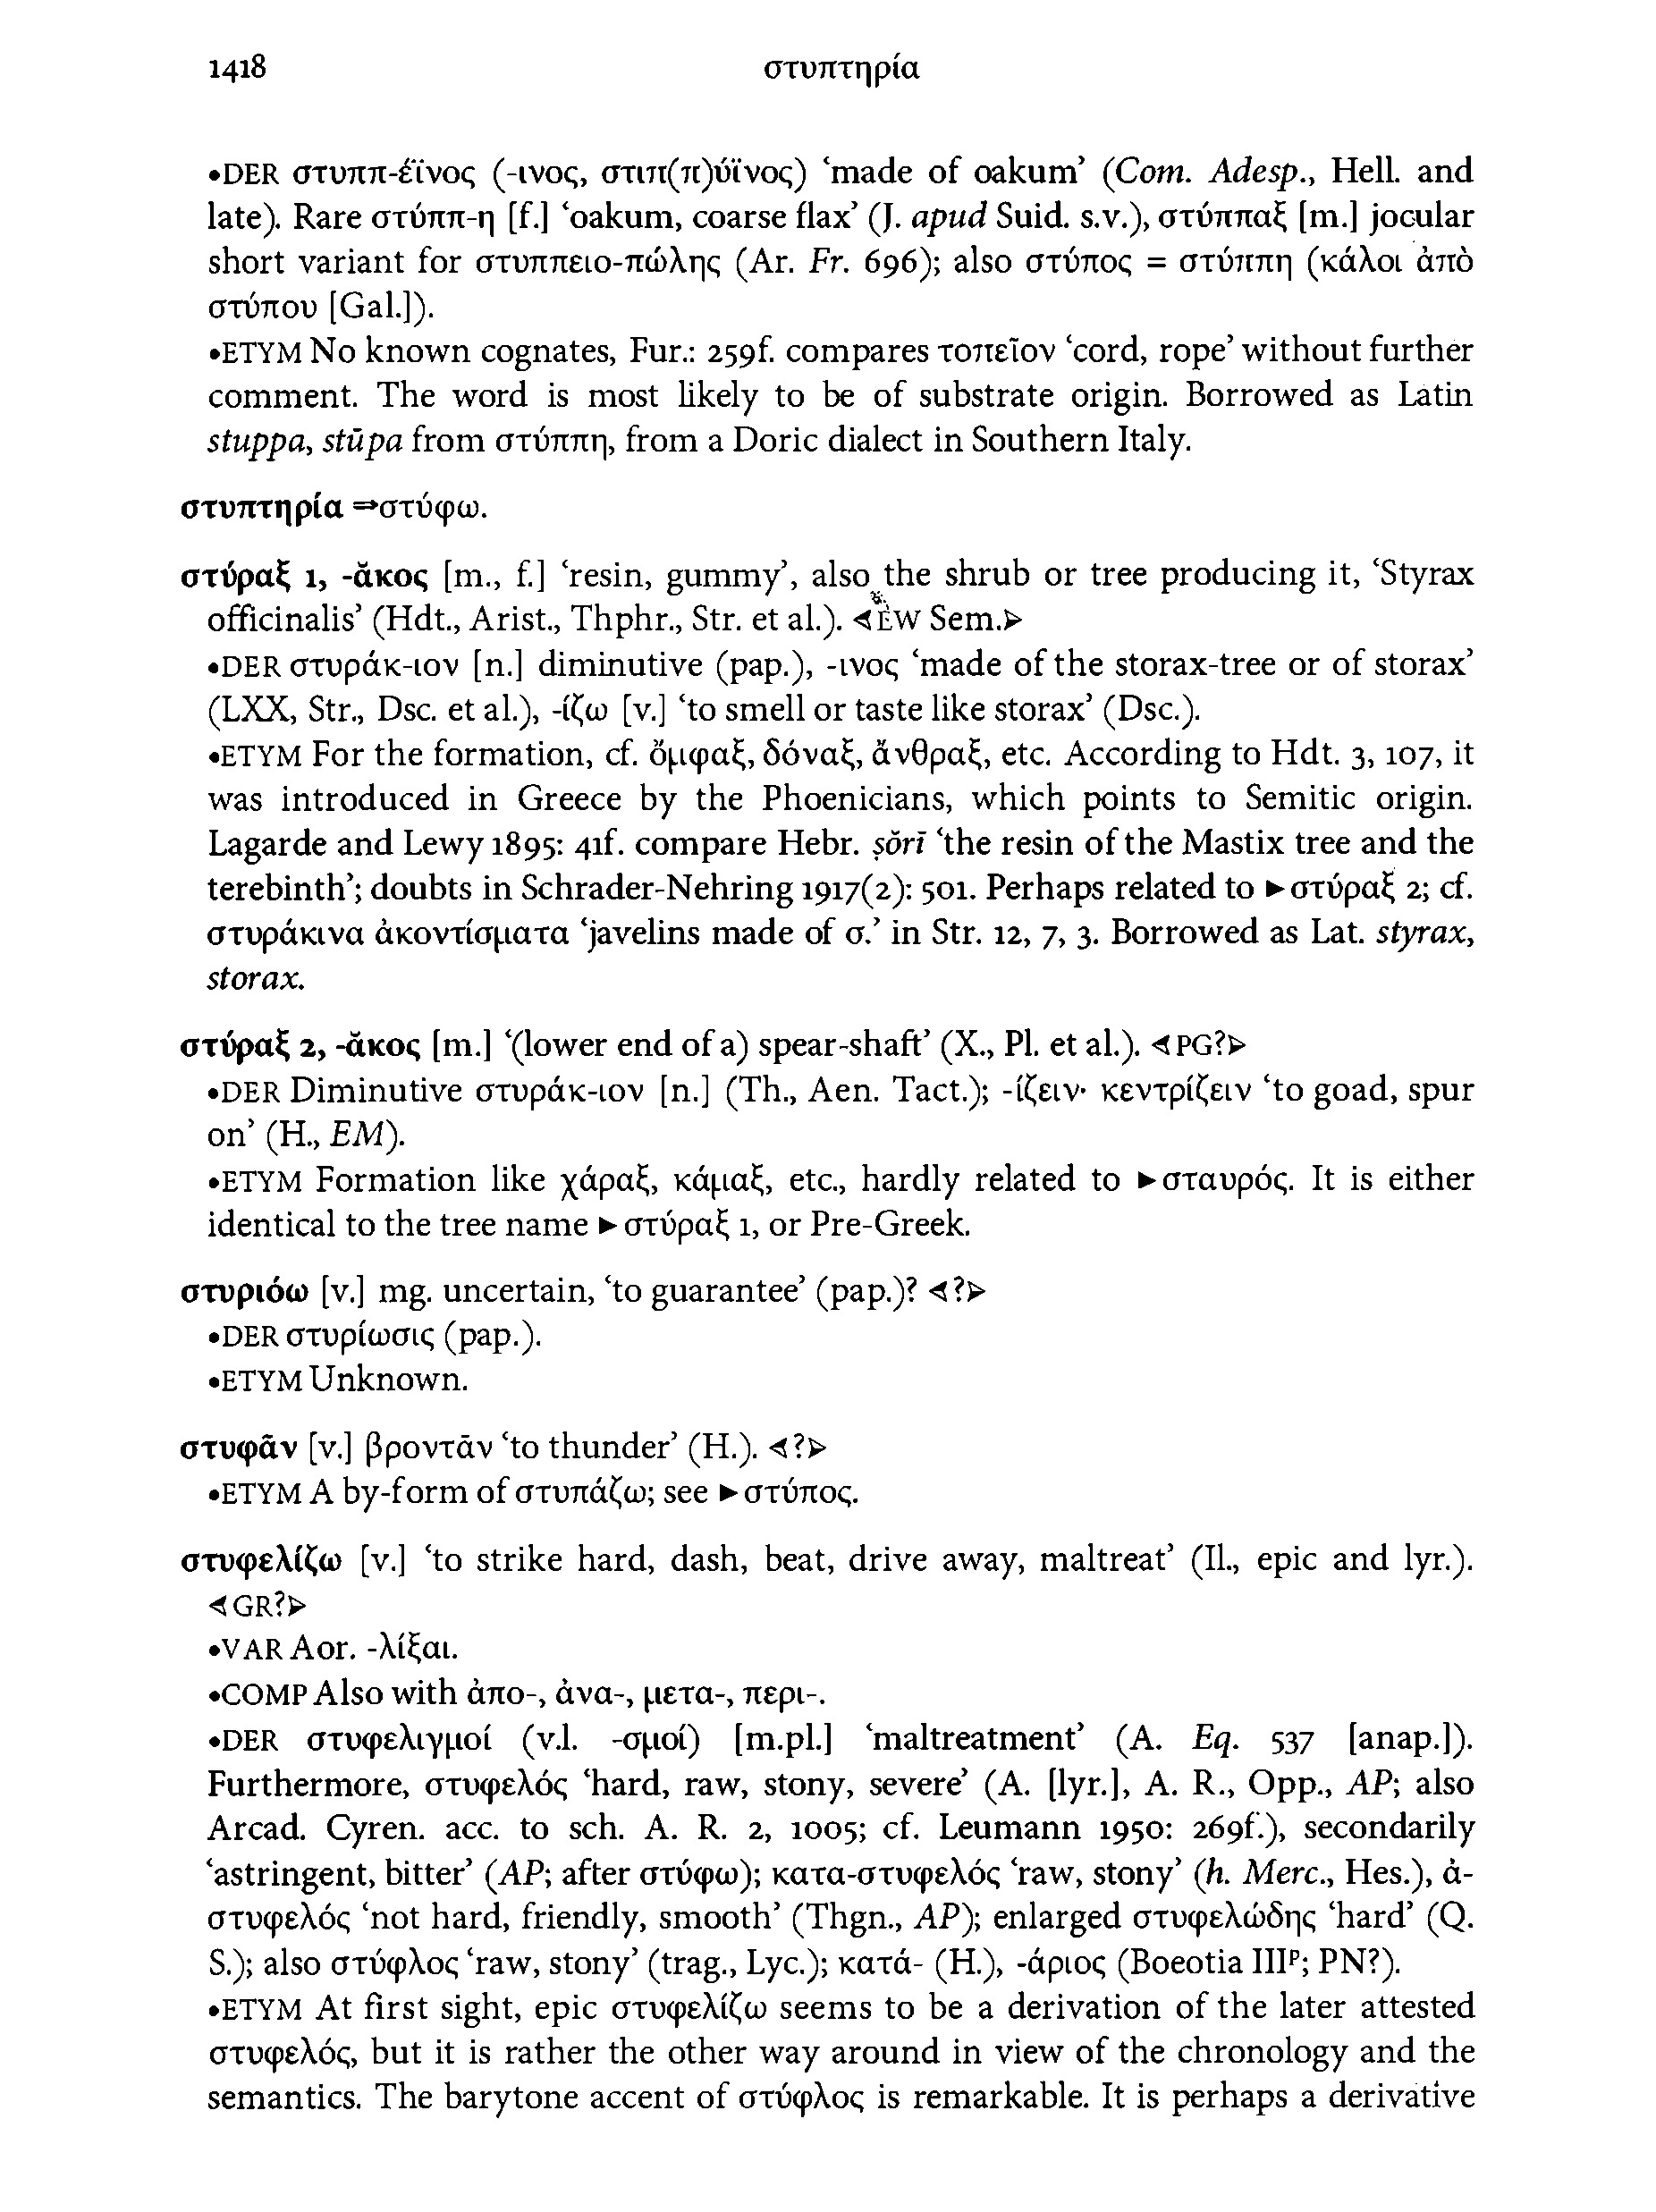 1418 στυπτηρία
•DER στυππ-έϊνος (-ινος, στιπ(π)ύϊνος) ‘made of oakum’ (Com. Adesp., Hell. and
late). Rare στύππ-η [f.] ‘oakum, coarse flax’ (J. apud Suid. s.v.), στύππαξ [m.] jocular
short variant for στυππειο-πώλης (Ar. Fr. 696); also στύπος = στύππη (κάλοι ἀπὸ
στύπου [Gal.]).
•ETYM No known cognates, Fur.: 259f. compares τοπεῖον ‘cord, rope’ without further
comment. The word is most likely to be of substrate origin. Borrowed as Latin
stuppa, stūpa from στύππη, from a Doric dialect in Southern Italy.
στυπτηρία ⇒στύφω.
στύραξ 1, -ᾰκος [m., f.] ‘resin, gummy’, also the shrub or tree producing it, ‘Styrax
officinalis’ (Hdt., Arist., Thphr., Str. et al.). ◁LW Sem.▷
•DER στυράκ-ιον [n.] diminutive (pap.), -ινος ‘made of the storax-tree or of storax’
(LXX, Str., Dsc. et al.), -ίζω [v.] ‘to smell or taste like storax’ (Dsc.).
•ETYM For the formation, cf. ὄμφαξ, δόναξ, ἄνθραξ, etc. According to Hdt. 3, 107, it
was introduced in Greece by the Phoenicians, which points to Semitic origin.
Lagarde and Lewy 1895: 41f. compare Hebr. ṣŏrī ‘the resin of the Mastix tree and the
terebinth’; doubts in Schrader-Nehring 1917(2): 501. Perhaps related to ►στύραξ 2; cf.
στυράκινα ἀκοντίσματα ‘javelins made of σ.’ in Str. 12, 7, 3. Borrowed as Lat. styrax,
storax.
στύραξ 2, -ᾰκος [m.] ‘(lower end of a) spear-shaft’ (X., Pl. et al.). ◁PG?▷
•DER Diminutive στυράκ-ιον [n.] (Th., Aen. Tact.); -ίζειν· κεντρίζειν ‘to goad, spur
on’ (H., EM).
•ETYM Formation like χάραξ, κάμαξ, etc., hardly related to ►σταυρός. It is either
identical to the tree name ►στύραξ 1, or Pre-Greek.
στυριόω [v.] mg. uncertain, ‘to guarantee’ (pap.)? ◁?▷
•DER στυρίωσις (pap.).
•ETYM Unknown.
στυφᾶν [v.] βροντᾶν ‘to thunder’ (H.). ◁?▷
•ETYM A by-form of στυπάζω; see ►στύπος.
στυφελίζω [v.] ‘to strike hard, dash, beat, drive away, maltreat’ (Il., epic and lyr.).
◁GR?▷
•VAR Aor. -λίξαι.
•COMP Also with ἀπο-, ἀνα-, μετα-, περι-.
•DER στυφελιγμοί (v.l. -σμοί) [m.pl.] ‘maltreatment’ (A. Eq. 537 [anap.]).
Furthermore, στυφελός ‘hard, raw, stony, severe’ (A. [lyr.], A. R., Opp., AP; also
Arcad. Cyren. acc. to sch. A. R. 2, 1005; cf. Leumann 1950: 269f.), secondarily
‘astringent, bitter’ (AP; after στύφω); κατα-στυφελός ‘raw, stony’ (h. Merc., Hes.), ἀ-
στυφελός ‘not hard, friendly, smooth’ (Thgn., AP); enlarged στυφελώδης ‘hard’ (Q.
S.); also στύφλος ‘raw, stony’ (trag., Lyc.); κατά- (H.), -άριος (Boeotia IIIᵖ; PN?).
•ETYM At first sight, epic στυφελίζω seems to be a derivation of the later attested
στυφελός, but it is rather the other way around in view of the chronology and the
semantics. The barytone accent of στύφλος is remarkable. It is perhaps a derivative